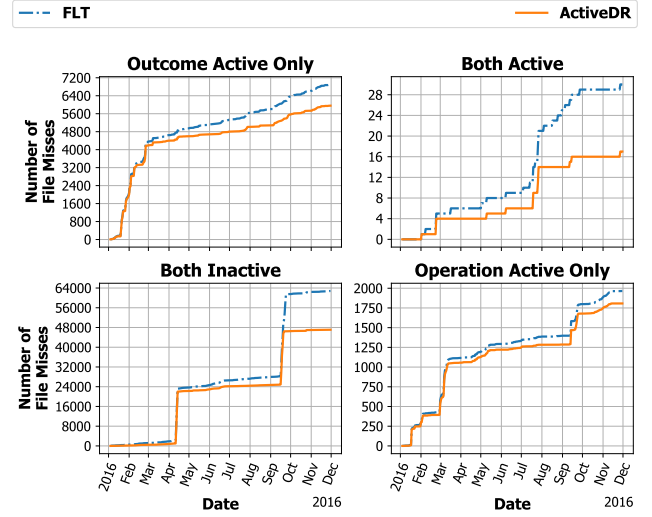 FLT ActiveDR
Outcome Active Only
Both Active
7200
6400
5600
4800
4000
3200
2400
1600
800
0
Number of
File Misses
28
24
20
16
12
8
4
0
Both Inactive
Operation Active Only
64000
56000
48000
40000
32000
24000
16000
8000
0
Number of
File Misses
2000
1750
1500
1250
1000
750
500
250
0
2016 Feb Mar Apr May Jun Jul Aug Sep Oct Nov Dec
2016 Feb Mar Apr May Jun Jul Aug Sep Oct Nov Dec
Date 2016
Date 2016